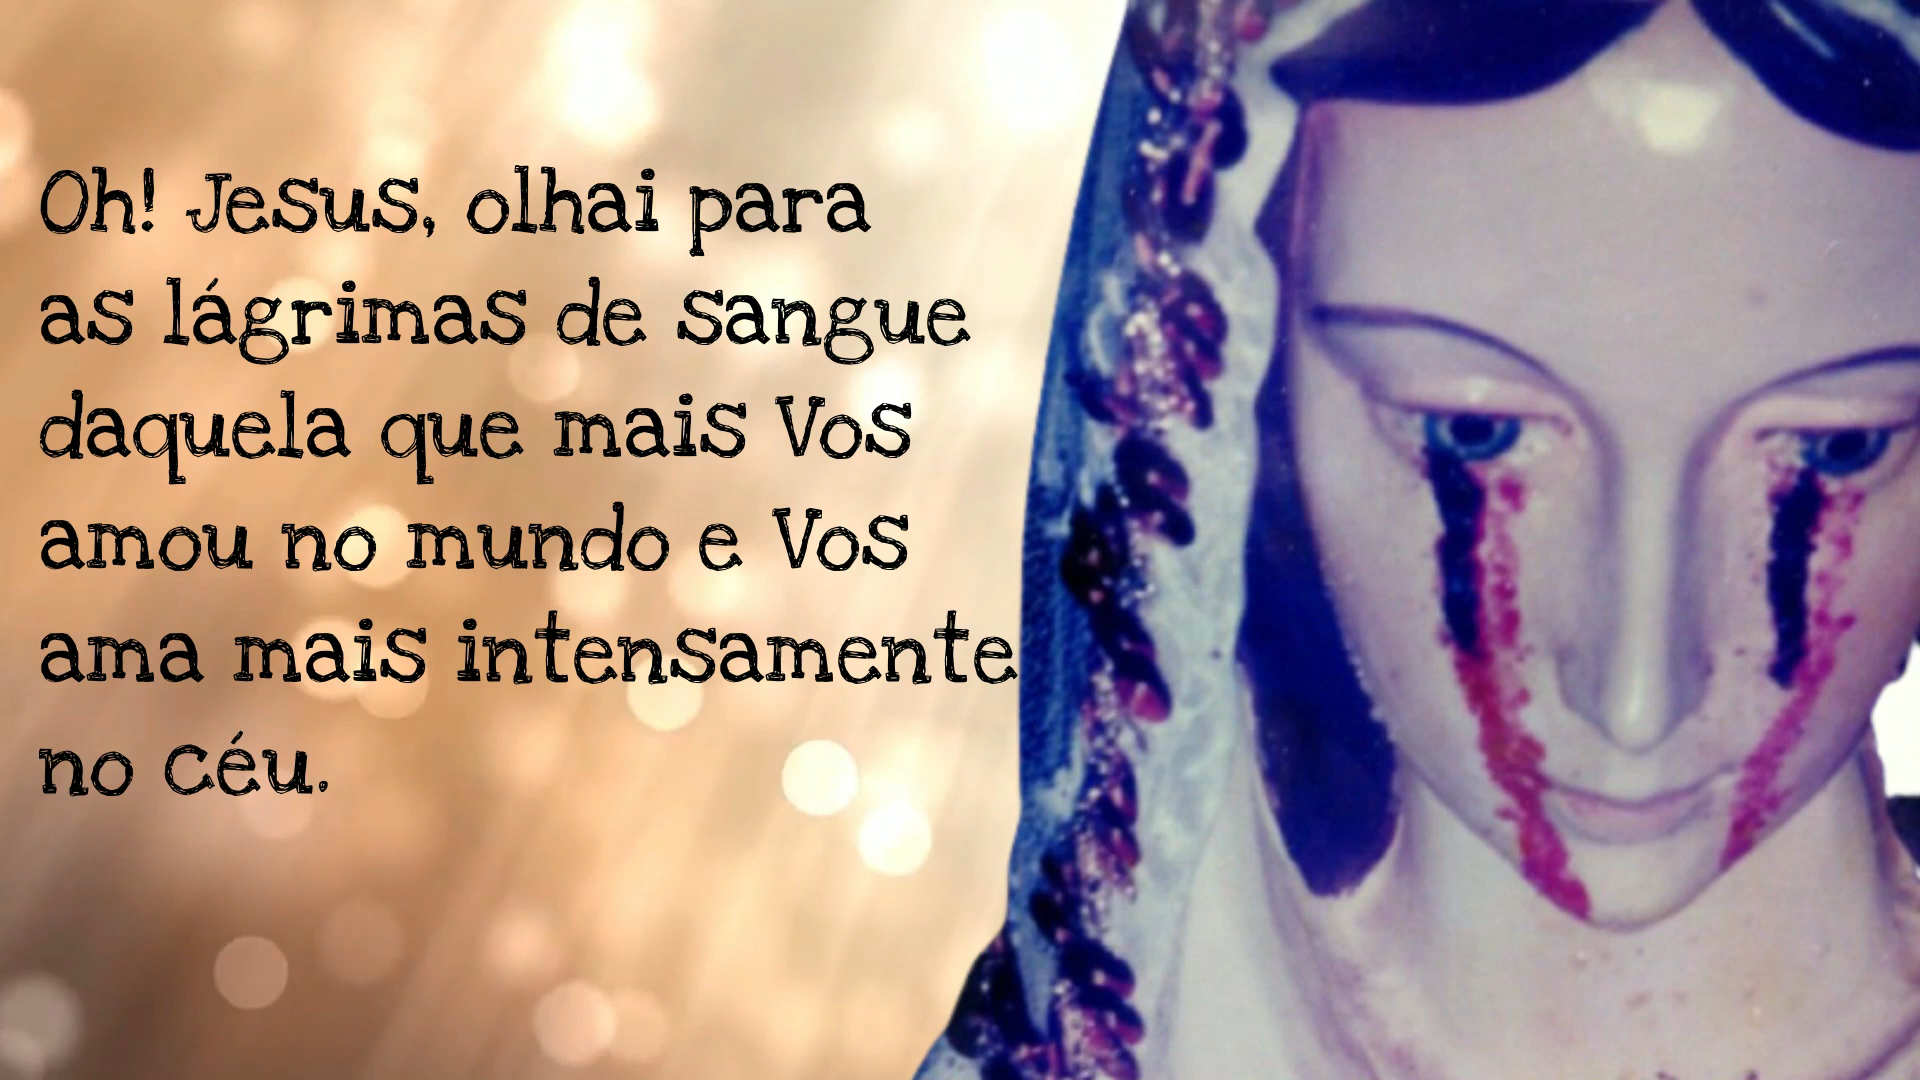 Oh! Jesus, olhai para
as lágrimas de sangue
daquela que mais Vos
amou no mundo e Vos
ama mais intensamente
no céu.